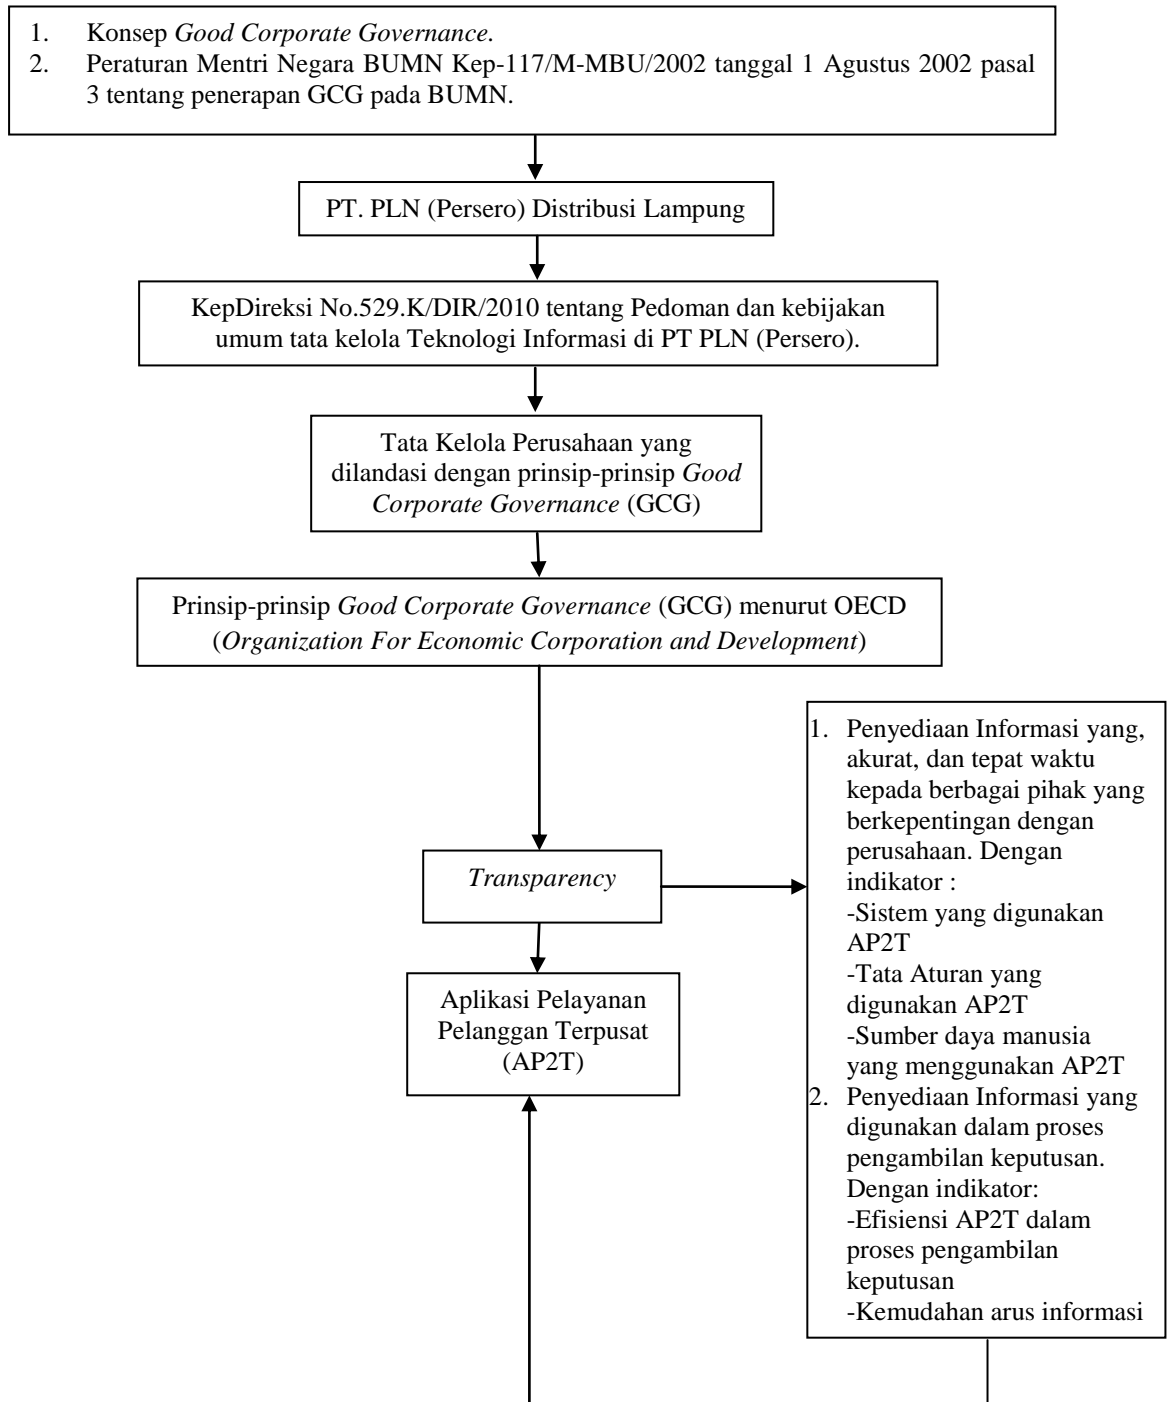 1. Konsep Good Corporate Governance.
2. Peraturan Mentri Negara BUMN Kep-117/M-MBU/2002 tanggal 1 Agustus 2002 pasal
3 tentang penerapan GCG pada BUMN.
PT. PLN (Persero) Distribusi Lampung
KepDireksi No.529.K/DIR/2010 tentang Pedoman dan kebijakan
umum tata kelola Teknologi Informasi di PT PLN (Persero).
Tata Kelola Perusahaan yang
dilandasi dengan prinsip-prinsip Good
Corporate Governance (GCG)
Prinsip-prinsip Good Corporate Governance (GCG) menurut OECD
(Organization For Economic Corporation and Development)
Transparency
Aplikasi Pelayanan
Pelanggan Terpusat
(AP2T)
1. Penyediaan Informasi yang,
akurat, dan tepat waktu
kepada berbagai pihak yang
berkepentingan dengan
perusahaan. Dengan
indikator :
-Sistem yang digunakan
AP2T
-Tata Aturan yang
digunakan AP2T
-Sumber daya manusia
yang menggunakan AP2T
2. Penyediaan Informasi yang
digunakan dalam proses
pengambilan keputusan.
Dengan indikator:
-Efisiensi AP2T dalam
proses pengambilan
keputusan
-Kemudahan arus informasi